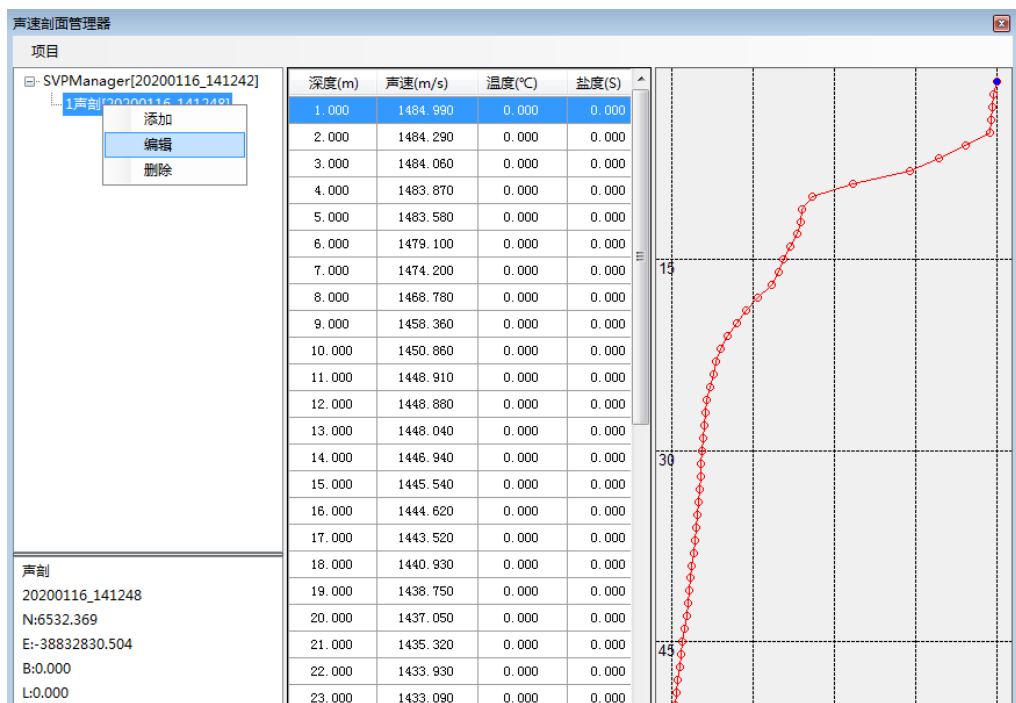 声速剖面管理器
项目
SVPManager[20200116_141242]
1声剖[20200116_141248]
添加
编辑
删除
深度(m) 声速(m/s) 温度(℃) 盐度(S)
1.000 1484.990 0.000 0.000
2.000 1484.290 0.000 0.000
3.000 1484.060 0.000 0.000
4.000 1483.870 0.000 0.000
5.000 1483.580 0.000 0.000
6.000 1479.100 0.000 0.000
7.000 1474.200 0.000 0.000
8.000 1468.780 0.000 0.000
9.000 1458.360 0.000 0.000
10.000 1450.860 0.000 0.000
11.000 1448.910 0.000 0.000
12.000 1448.880 0.000 0.000
13.000 1448.040 0.000 0.000
14.000 1446.940 0.000 0.000
15.000 1445.540 0.000 0.000
16.000 1444.620 0.000 0.000
17.000 1443.520 0.000 0.000
18.000 1440.930 0.000 0.000
19.000 1438.750 0.000 0.000
20.000 1437.050 0.000 0.000
21.000 1435.320 0.000 0.000
22.000 1433.930 0.000 0.000
23.000 1433.090 0.000 0.000
15
30
45
声剖
20200116_141248
N:6532.369
E:-38832830.504
B:0.000
L:0.000